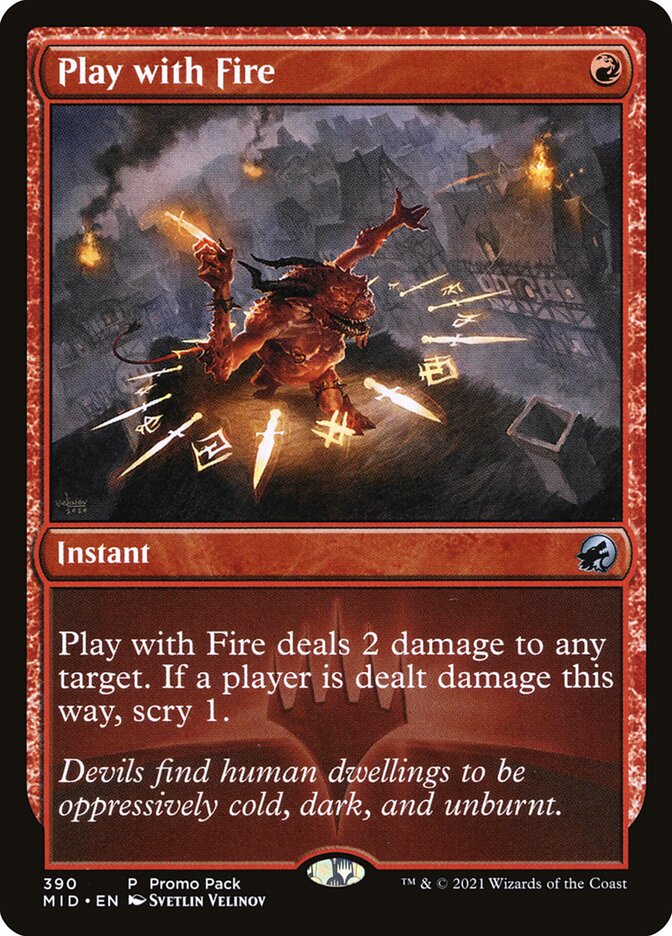 Play with Fire
VELINOV
2020
Instant
Play with Fire deals 2 damage to any
target. If a player is dealt damage this
way, scry 1.
Devils find human dwellings to be
oppressively cold, dark, and unburnt.
390 P Promo Pack ™ & © 2021 Wizards of the Coast
MID • EN Svetlin Velinov